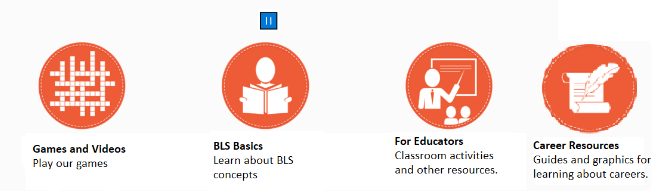 Games and Videos
Play our games
BLS Basics
Learn about BLS
concepts
For Educators
Classroom activities
and other resources.
Career Resources
Guides and graphics for
learning about careers.